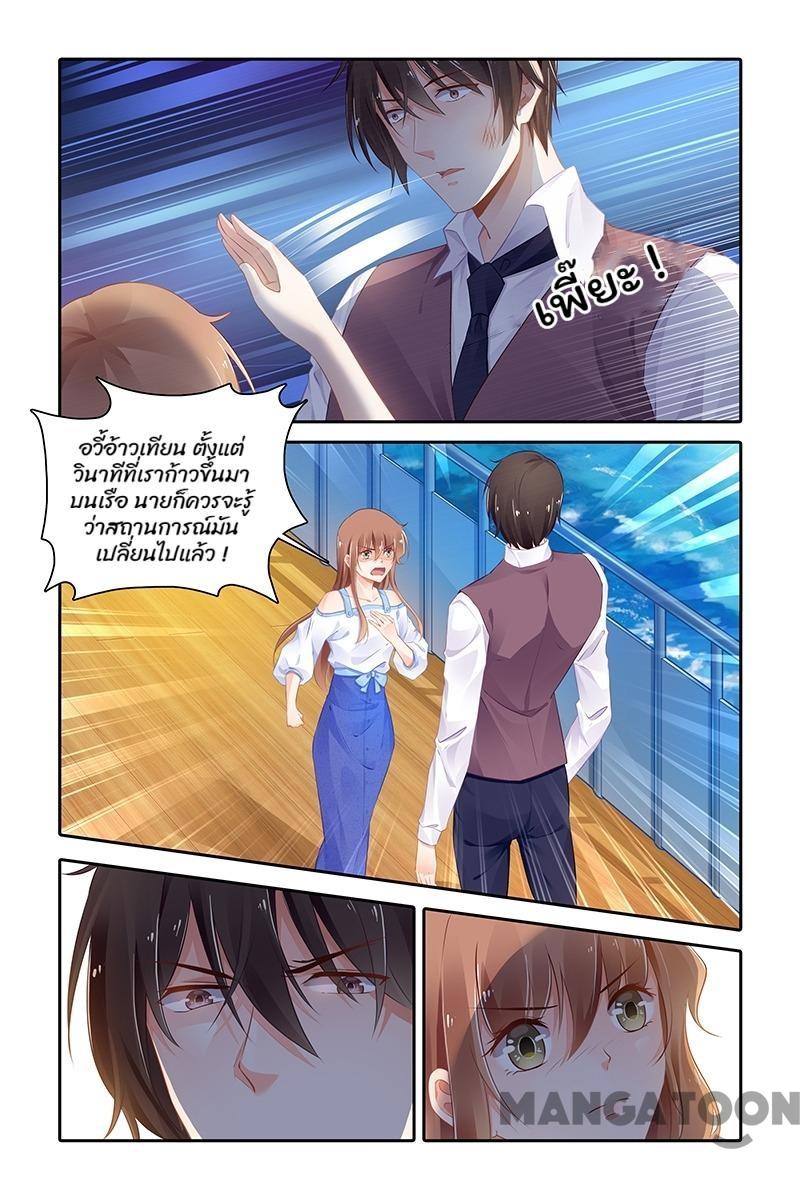 เพี๊ยะ !
อวี้อ้าวเทียน ตั้งแต่
วินาทีที่เราก้าวขึ้นมา
บนเรือ นายก็ควรจะรู้
ว่าสถานการณ์มัน
เปลี่ยนไปแล้ว !
MANGATOON